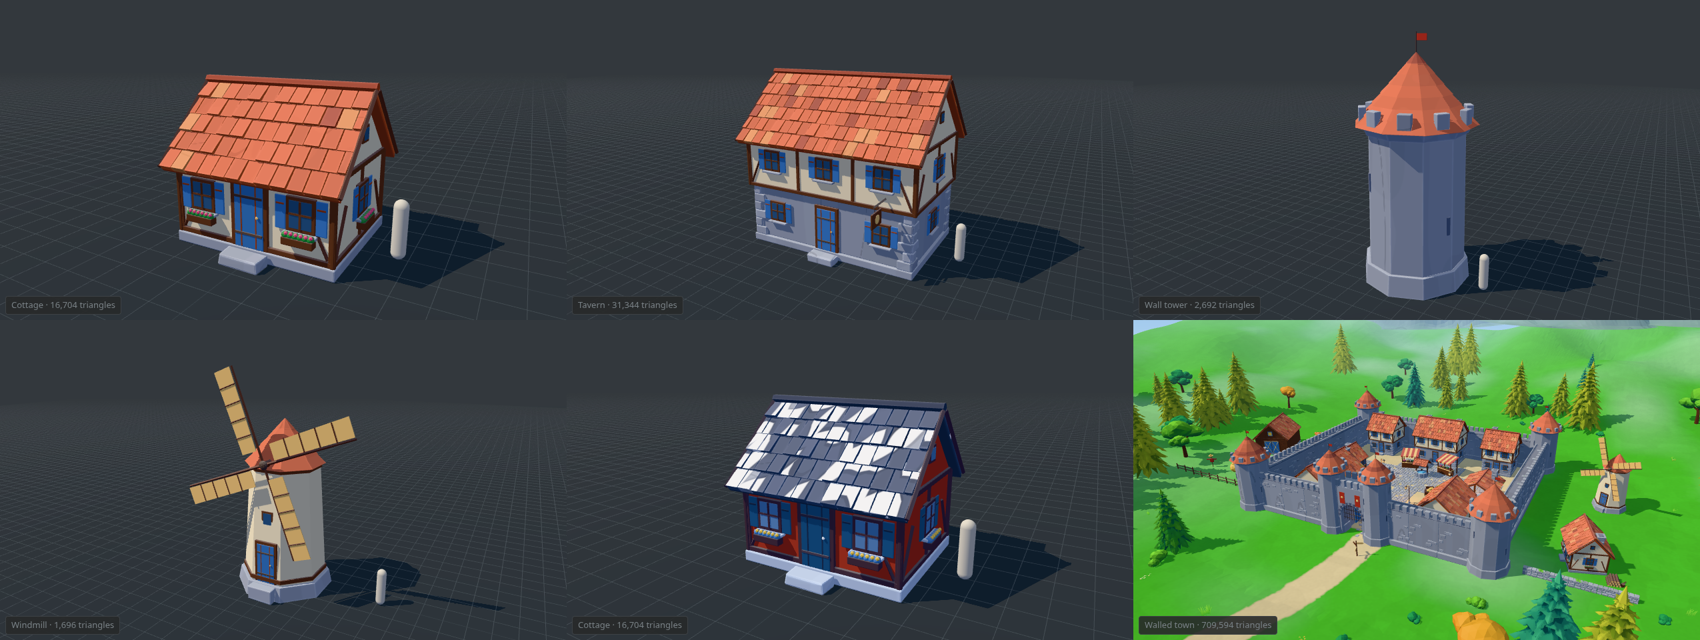 Cottage · 16,704 triangles
Tavern · 31,344 triangles
Wall tower · 2,692 triangles
Windmill · 1,696 triangles
Cottage · 16,704 triangles
Walled town · 709,594 triangles